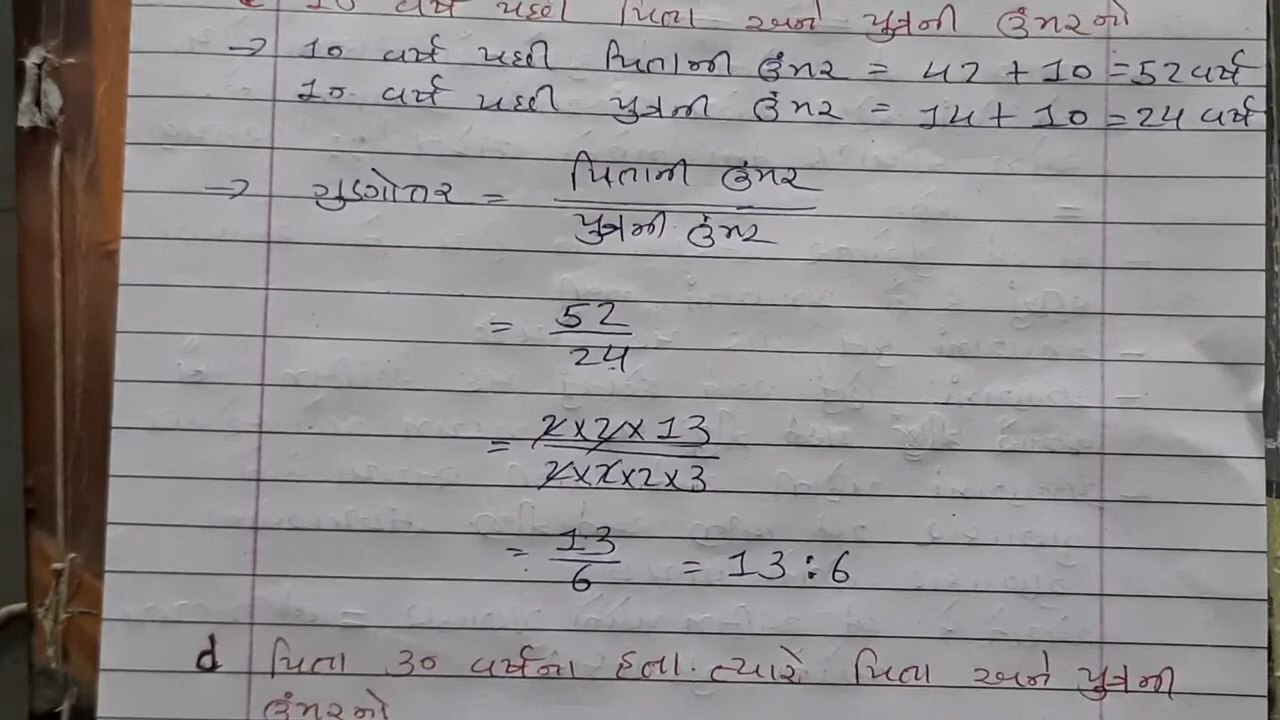 c 10 વર્ષ પછી પિતા અને પુત્રની ઉંમરનો
→ 10 વર્ષ પછી પિતાની ઉંમર = 42 + 10 = 52 વર્ષ
10 વર્ષ પછી પુત્રની ઉંમર = 14 + 10 = 24 વર્ષ
→ ગુણોત્તર = પિતાની ઉંમર
પુત્રની ઉંમર
= 52
24
= 2×2×13
2×2×2×3
= 13
6 = 13:6
d પિતા 30 વર્ષના હતા ત્યારે પિતા અને પુત્રની
ઉંમરનો